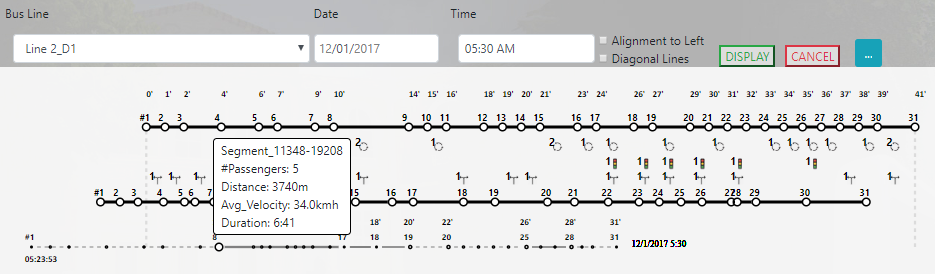 Bus Line Date Time
Line 2_D1 12/01/2017 05:30 AM Alignment to Left
Diagonal Lines DISPLAY CANCEL ...
0' 1' 2' 4' 6' 7' 9' 10' 14' 15' 16' 18' 19' 20' 21' 23' 24' 26' 28' 29' 30' 31' 32' 33' 34' 35' 36' 37' 38' 39' 41'
#1 2 3 4 5 6 7 8 9 10 11 12 13 14 15 16 17 18 19 20 21 22 23 24 25 26 27 28 29 30 31
Segment_11348-19208
#Passengers: 5
Distance: 3740m
Avg_Velocity: 34.0kmh
Duration: 6:41
2 1 2 1 1 1 1 1 1 1 1 2
1 1 1 1 1
1 1 1 1 1 1 1 1 1 1 1 1 1
#1 2 3 4 5 6 7 15 16 17 18 19 20 21 22 23 24 25 26 27 28 29 30 31
18' 20' 22' 26' 28' 31'
#1 8 17 18 19 20 25 28 31
12/1/2017 5:30
05:23:53